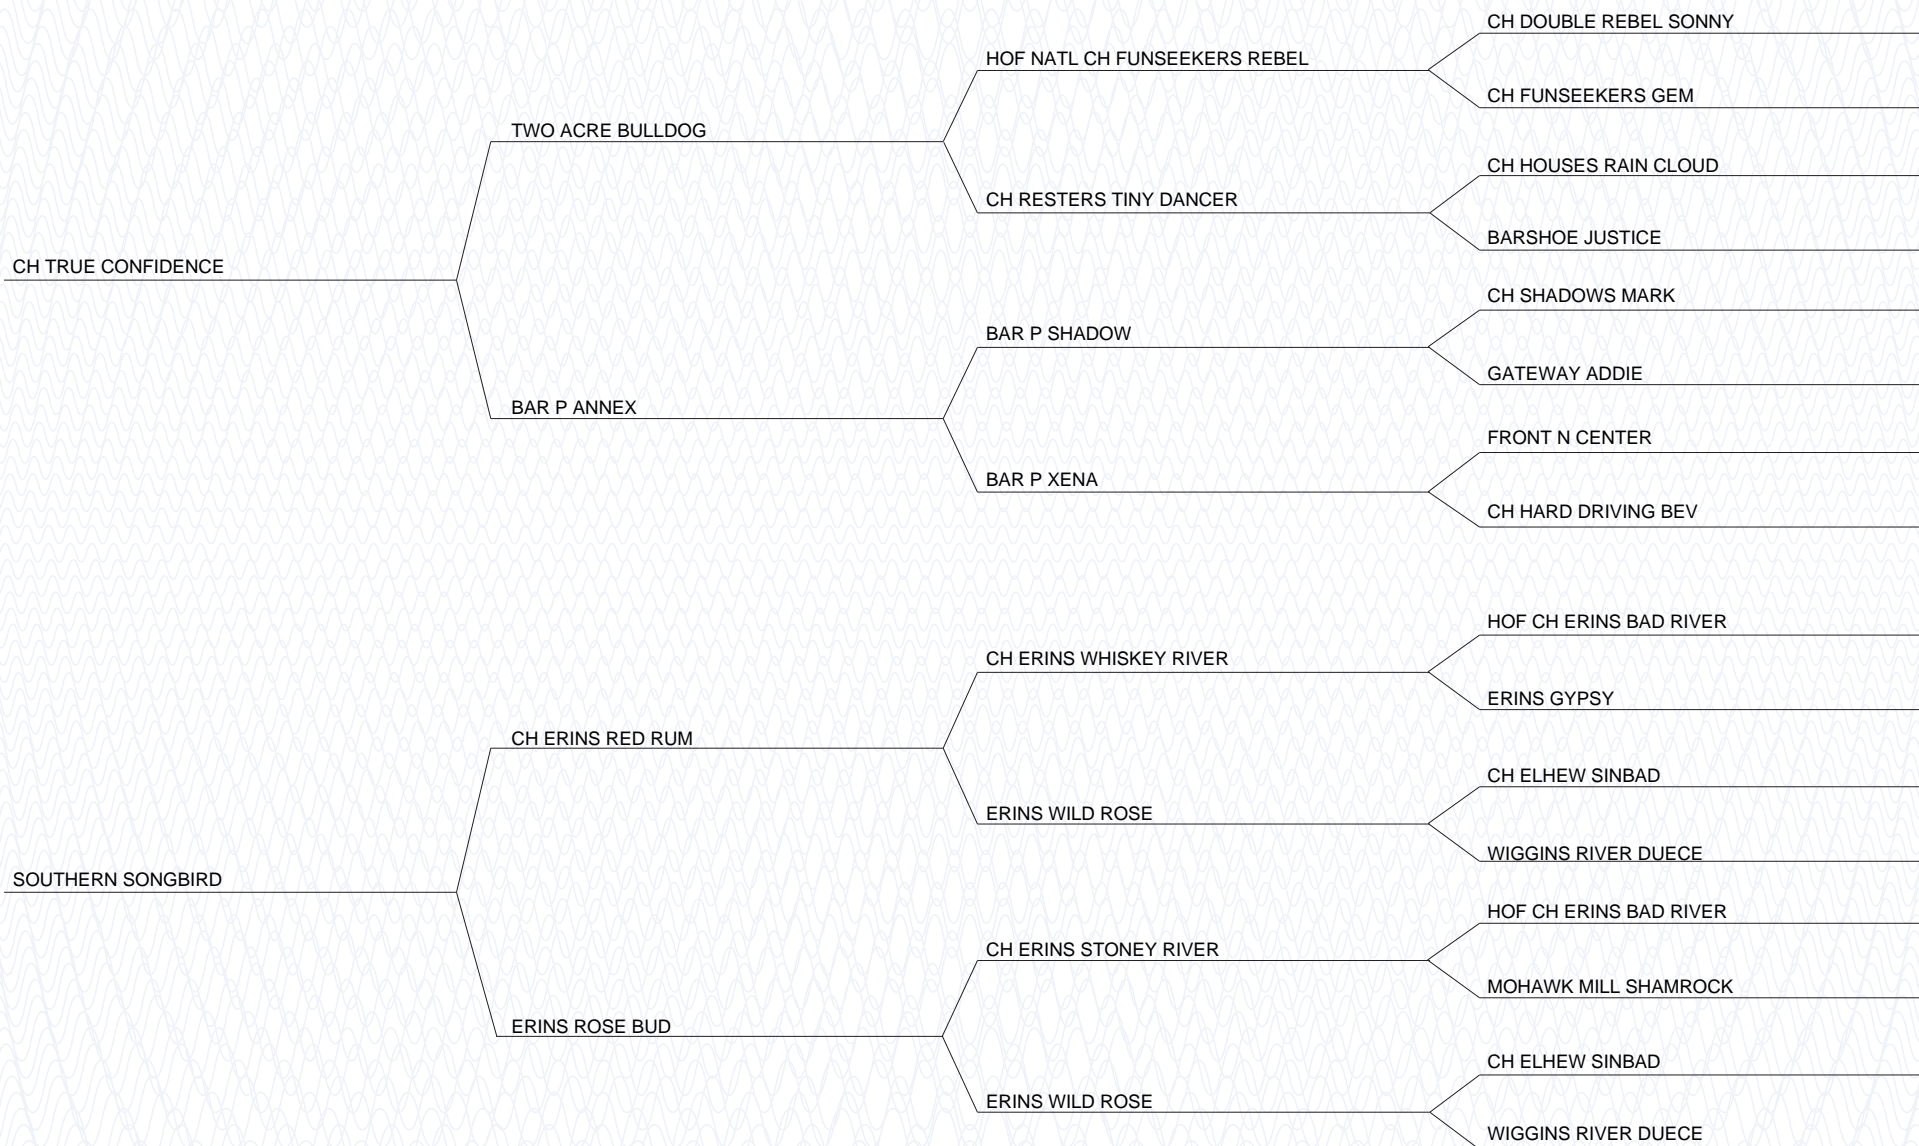 CH DOUBLE REBEL SONNY
HOF NATL CH FUNSEEKERS REBEL
CH FUNSEEKERS GEM
TWO ACRE BULLDOG
CH HOUSES RAIN CLOUD
CH RESTERS TINY DANCER
BARSHOE JUSTICE
CH TRUE CONFIDENCE
CH SHADOWS MARK
BAR P SHADOW
GATEWAY ADDIE
BAR P ANNEX
FRONT N CENTER
BAR P XENA
CH HARD DRIVING BEV
HOF CH ERINS BAD RIVER
CH ERINS WHISKEY RIVER
ERINS GYPSY
CH ERINS RED RUM
CH ELHEW SINBAD
ERINS WILD ROSE
WIGGINS RIVER DUECE
SOUTHERN SONGBIRD
HOF CH ERINS BAD RIVER
CH ERINS STONEY RIVER
MOHAWK MILL SHAMROCK
ERINS ROSE BUD
CH ELHEW SINBAD
ERINS WILD ROSE
WIGGINS RIVER DUECE